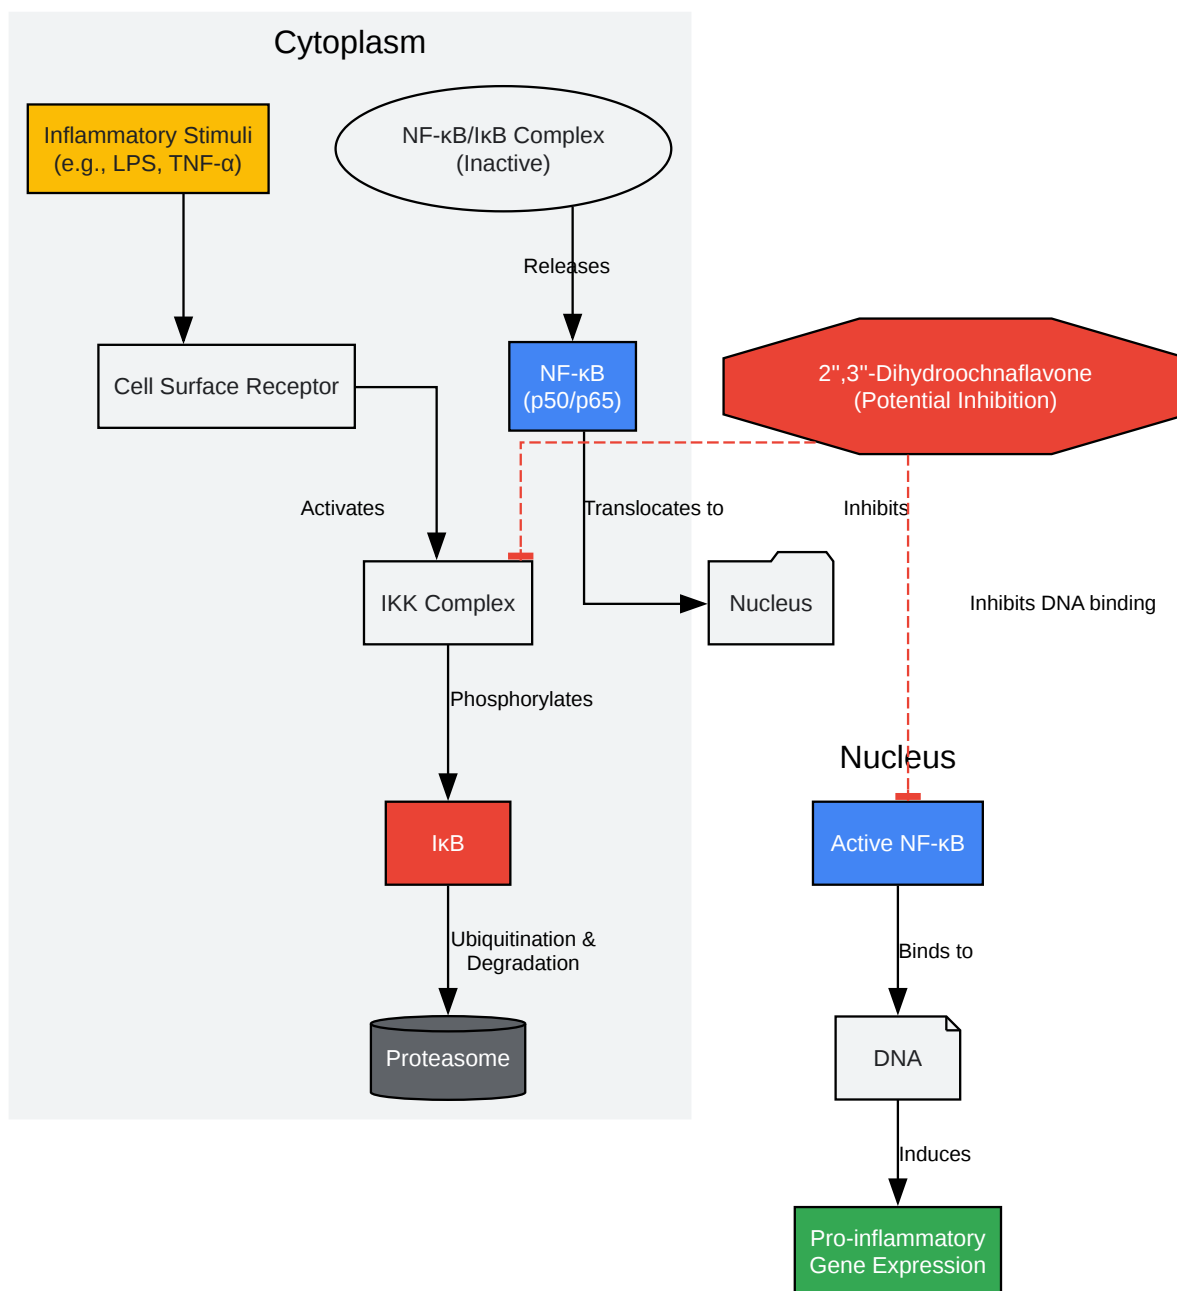 Cytoplasm
Inflammatory Stimuli
(e.g., LPS, TNF-α)
NF-κB/IκB Complex
(Inactive)
Releases
Cell Surface Receptor
NF-κB
(p50/p65)
2'',3''-Dihydroochnaflavone
(Potential Inhibition)
Activates
Translocates to
Inhibits
IKK Complex
Nucleus
Inhibits DNA binding
Phosphorylates
Nucleus
IκB
Active NF-κB
Ubiquitination &
Degradation
Binds to
Proteasome
DNA
Induces
Pro-inflammatory
Gene Expression